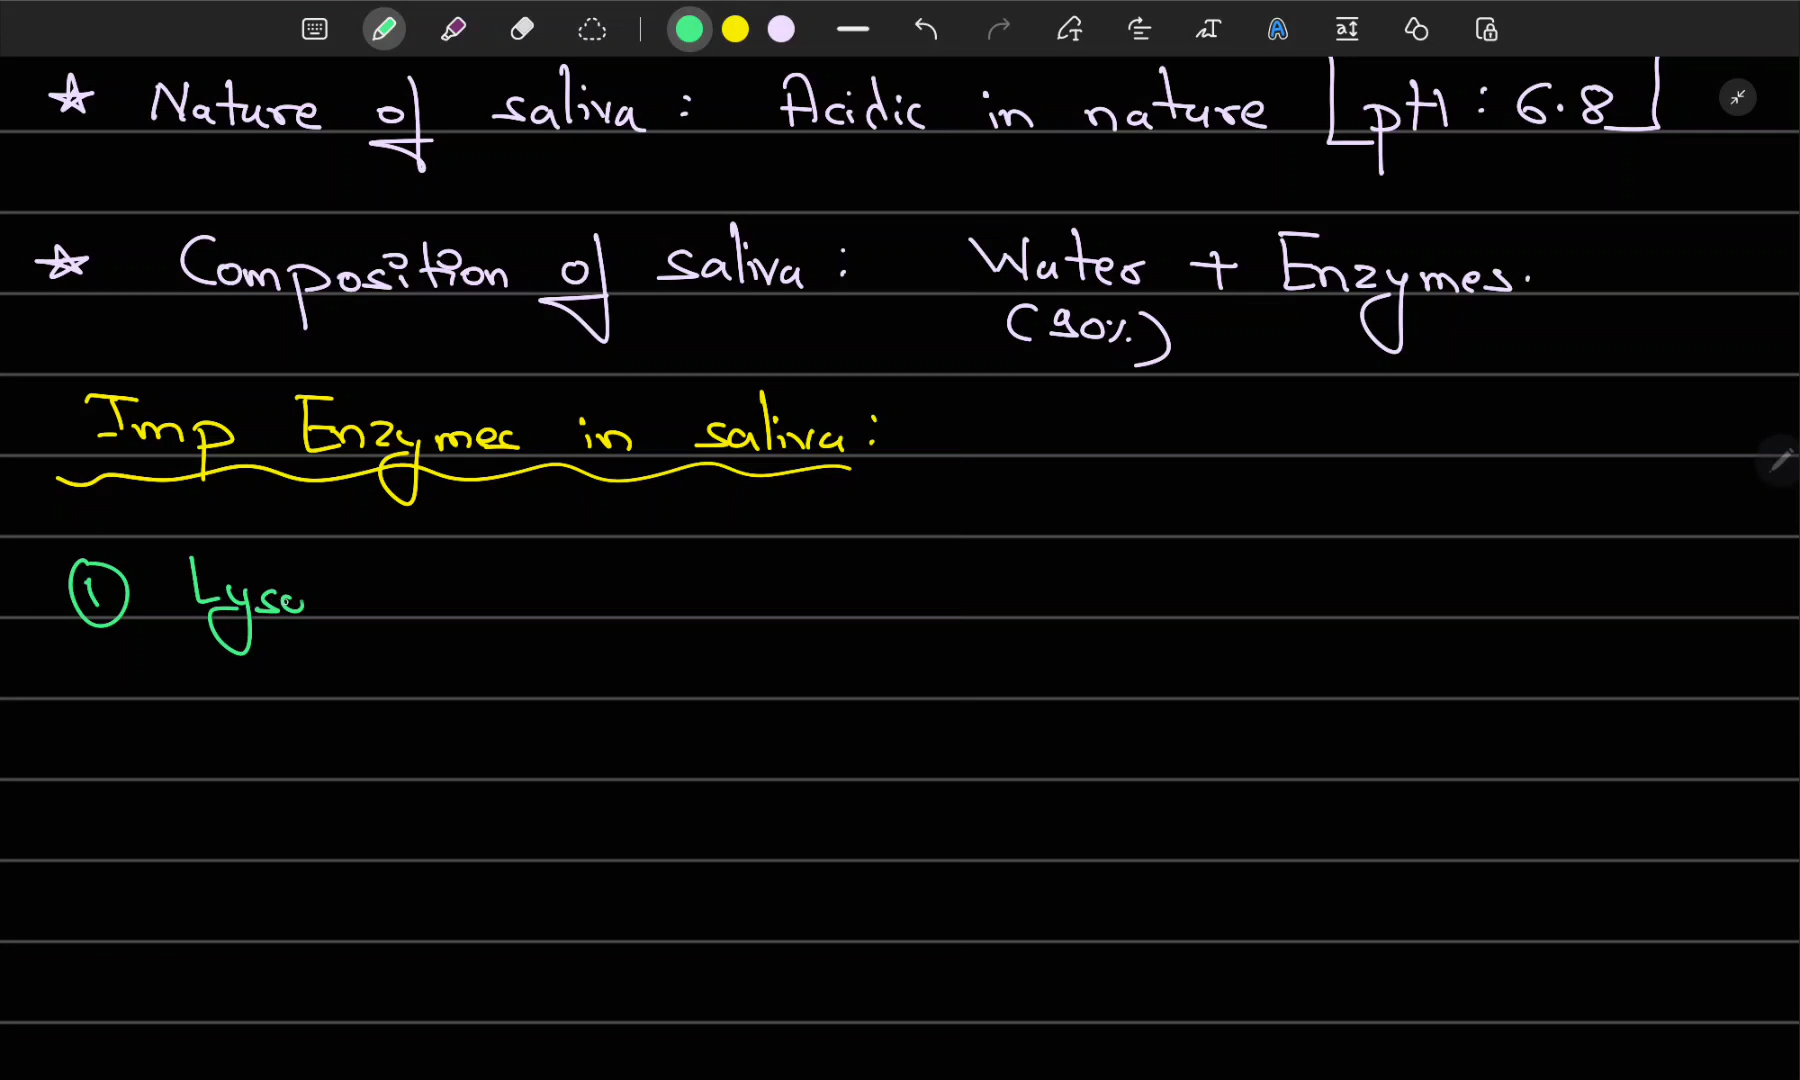 ☆ Nature of saliva : Acidic in nature [pH : 6.8]
☆ Composition of saliva : Water + Enzymes.
(90%)
Imp Enzymes in saliva :
① Lyso